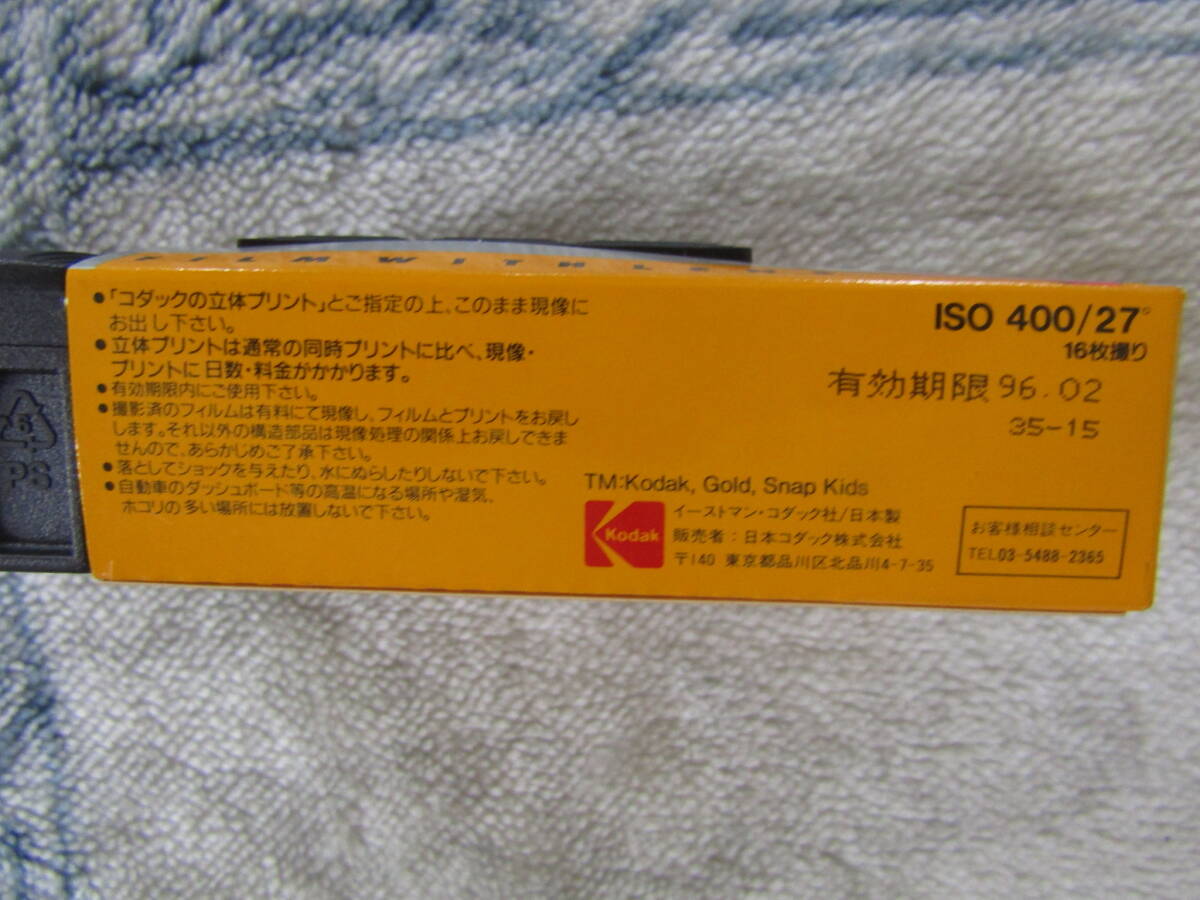 FILM WITH LENS
●「コダックの立体プリント」とご指定の上、このまま現像に
お出し下さい。
●立体プリントは通常の同時プリントに比べ、現像・
プリントに日数・料金がかかります。
●有効期限内にご使用下さい。
●撮影済のフィルムは有料にて現像し、フィルムとプリントをお戻し
します。それ以外の構造部品は現像処理の関係上お戻しできま
せんので、あらかじめご了承下さい。
●落としてショックを与えたり、水にぬらしたりしないで下さい。
●自動車のダッシュボード等の高温になる場所や湿気、
ホコリの多い場所には放置しないで下さい。
ISO 400/27°
16枚撮り
有効期限 96.02
35-15
TM:Kodak, Gold, Snap Kids
Kodak
イーストマン・コダック社/日本製
販売者:日本コダック株式会社
〒140 東京都品川区北品川4-7-35
お客様相談センター
TEL03-5488-2365
6
PS